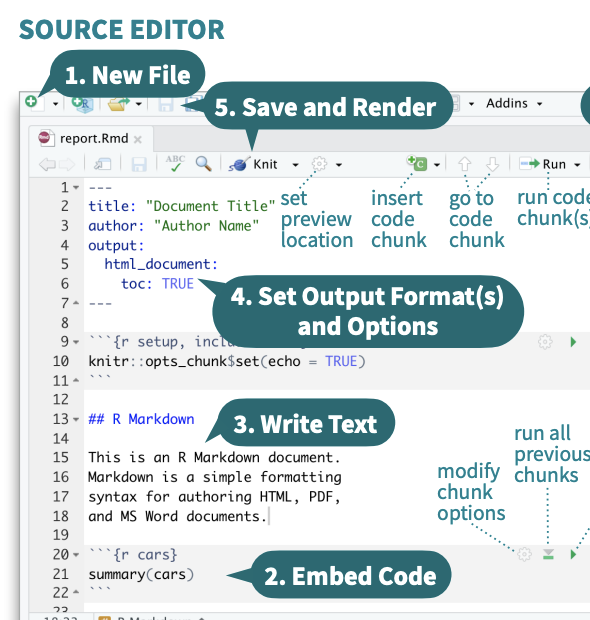 SOURCE EDITOR
1. New File
5. Save and Render
Addins
report.Rmd
ABC
Knit
Run
set preview location
insert code chunk
go to code chunk
run code chunk(s)
1 ---
2 title: "Document Title"
3 author: "Author Name"
4 output:
5 html_document:
6 toc: TRUE
7 ---
8
4. Set Output Format(s)
and Options
9 ```{r setup, inclu
10 knitr::opts_chunk$set(echo = TRUE)
11 ```
12
13 ## R Markdown
3. Write Text
14
15 This is an R Markdown document.
16 Markdown is a simple formatting
17 syntax for authoring HTML, PDF,
18 and MS Word documents.
19
run all
previous
chunks
modify
chunk
options
20 ```{r cars}
21 summary(cars)
22 ```
2. Embed Code
23